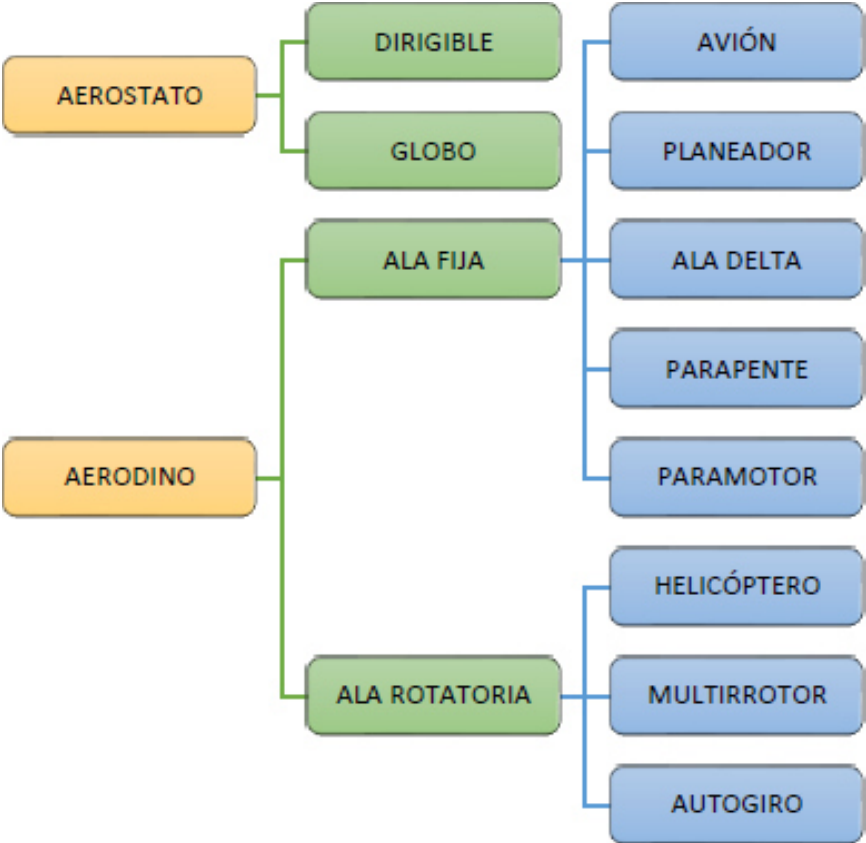 AEROSTATO
DIRIGIBLE
GLOBO
AERODINO
ALA FIJA
AVIÓN
PLANEADOR
ALA DELTA
PARAPENTE
PARAMOTOR
ALA ROTATORIA
HELICÓPTERO
MULTIRROTOR
AUTOGIRO